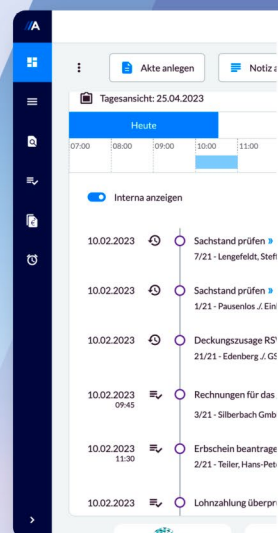 //A
Akte anlegen
Notiz a
Tagesansicht: 25.04.2023
Heute
07:00 08:00 09:00 10:00 11:00
Interna anzeigen
10.02.2023 Sachstand prüfen »
7/21 - Lengefeldt, Stef
10.02.2023 Sachstand prüfen »
1/21 - Pausenlos ./. Ein
10.02.2023 Deckungszusage RS
21/21 - Edenberg ./. GS
10.02.2023 Rechnungen für das
09:45
3/21 - Silberbach Gmb
10.02.2023 Erbschein beantrage
11:30
2/21 - Teiler, Hans-Pet
10.02.2023 Lohnzahlung überpr